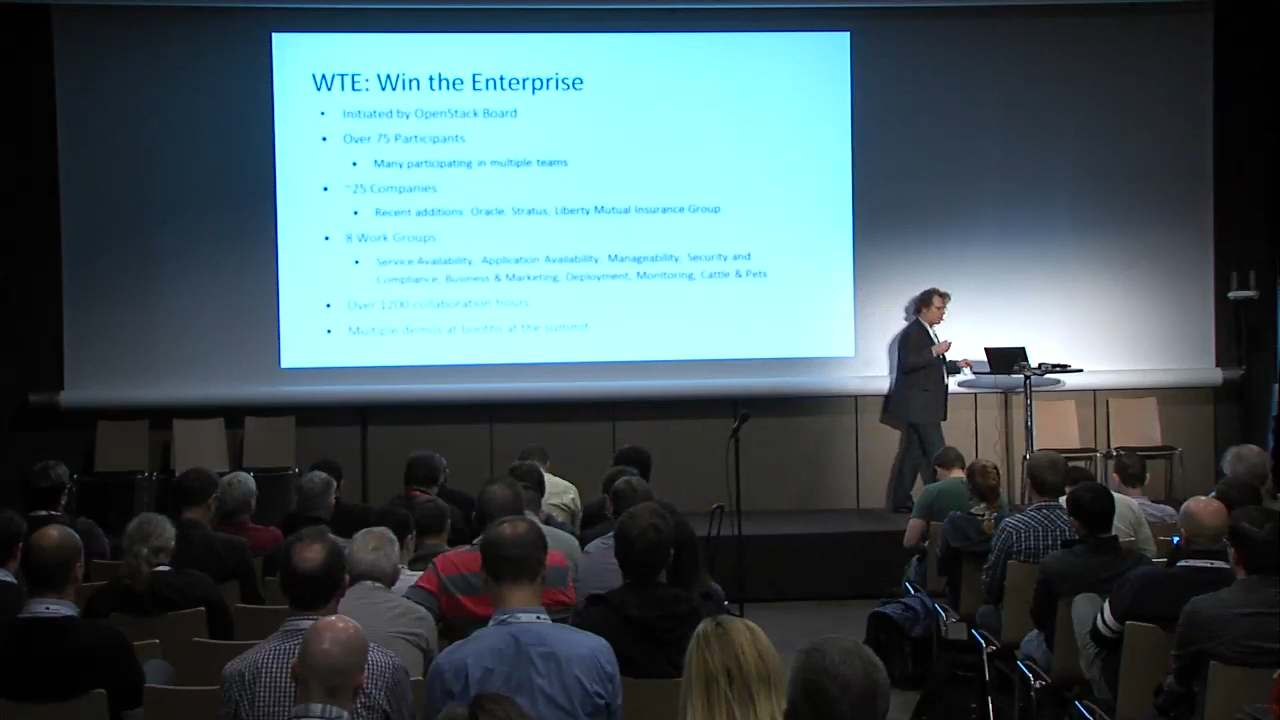 WTE: Win the Enterprise
• Initiated by OpenStack Board
• Over 75 Participants
• Many participating in multiple teams
• ~25 Companies
• Recent additions: Oracle, Stratus, Liberty Mutual Insurance Group
• 8 Work Groups
• Service Availability, Application Availability, Manageability, Security and
Compliance, Business & Marketing, Deployment, Monitoring, Cattle & Pets
• Over 1200 collaboration hours
• Multiple demos at booths at the summit